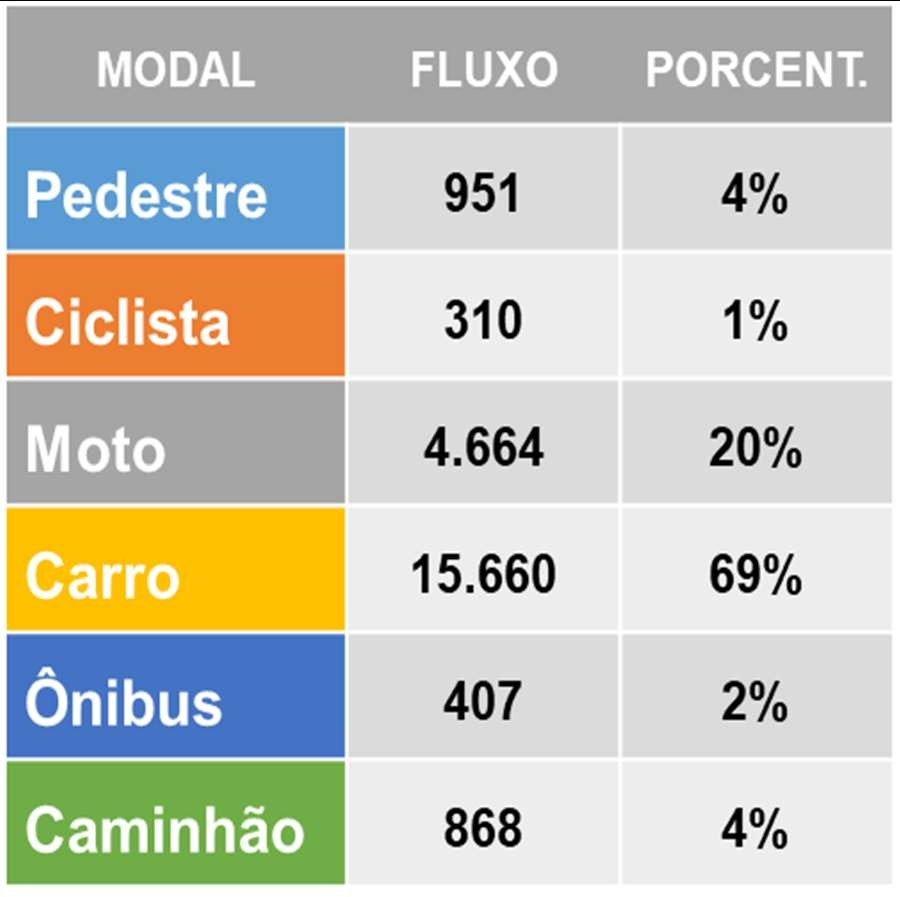 MODAL FLUXO PORCENT.
Pedestre 951 4%
Ciclista 310 1%
Moto 4.664 20%
Carro 15.660 69%
Ônibus 407 2%
Caminhão 868 4%